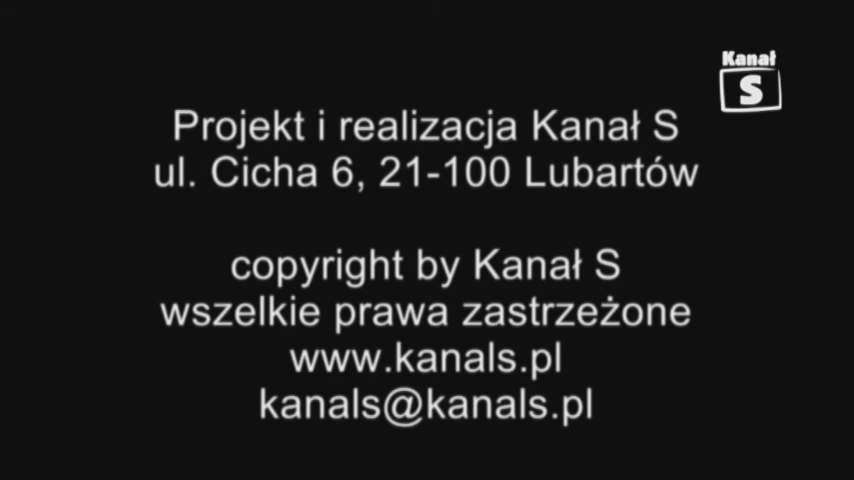 Kanał
S
Projekt i realizacja Kanał S
ul. Cicha 6, 21-100 Lubartów
copyright by Kanał S
wszelkie prawa zastrzeżone
www.kanals.pl
kanals@kanals.pl